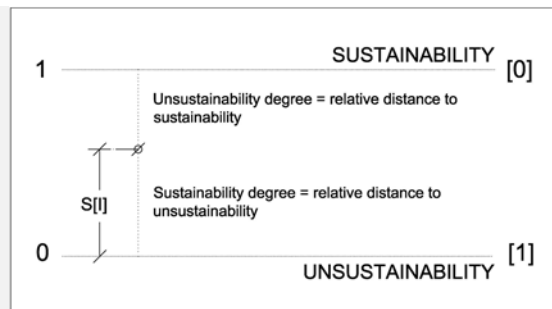 SUSTAINABILITY
1 [0]
Unsustainability degree = relative distance to
sustainability
S[I]
Sustainability degree = relative distance to
unsustainability
0 [1]
UNSUSTAINABILITY